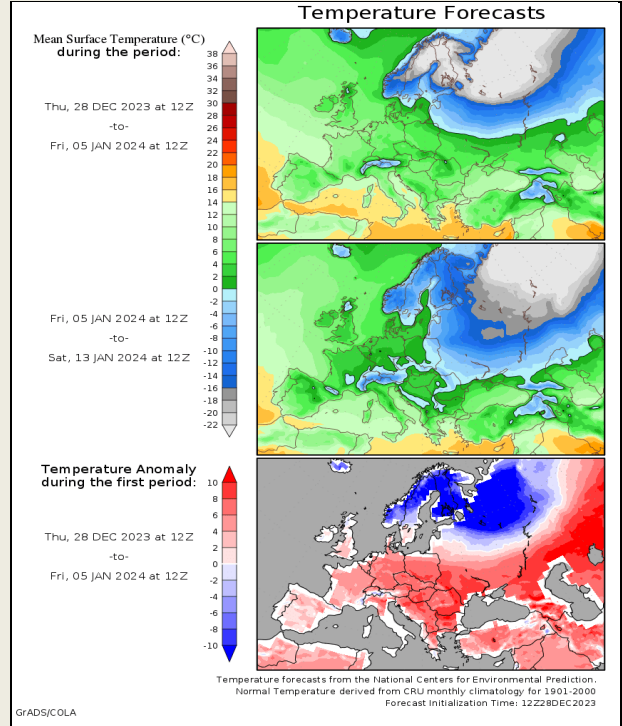 Temperature Forecasts
Mean Surface Temperature (°C)
during the period:
Thu, 28 DEC 2023 at 12Z
-to-
Fri, 05 JAN 2024 at 12Z
Fri, 05 JAN 2024 at 12Z
-to-
Sat, 13 JAN 2024 at 12Z
38
36
34
32
30
28
26
24
22
20
18
16
14
12
10
8
6
4
2
0
-2
-4
-6
-8
-10
-12
-14
-16
-18
-20
-22
Temperature Anomaly
during the first period:
Thu, 28 DEC 2023 at 12Z
-to-
Fri, 05 JAN 2024 at 12Z
10
8
6
4
2
0
-2
-4
-6
-8
-10
Temperature forecasts from the National Centers for Environmental Prediction.
Normal Temperature derived from CRU monthly climatology for 1901-2000
Forecast Initialization Time: 12Z28DEC2023
GrADS/COLA